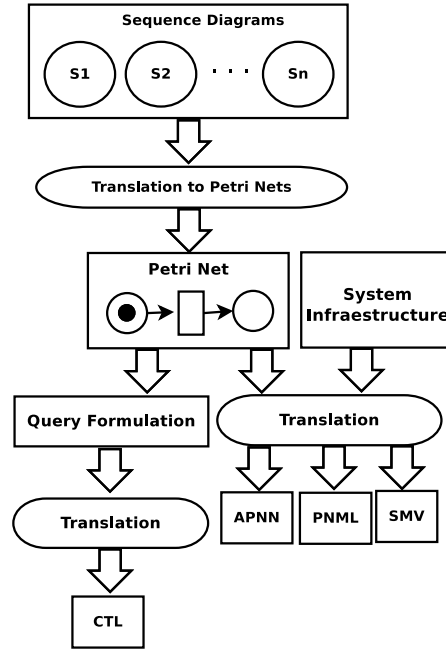 Sequence Diagrams
S1
S2
. . .
Sn
Translation to Petri Nets
Petri Net
System
Infraestructure
Query Formulation
Translation
Translation
APNN
PNML
SMV
CTL